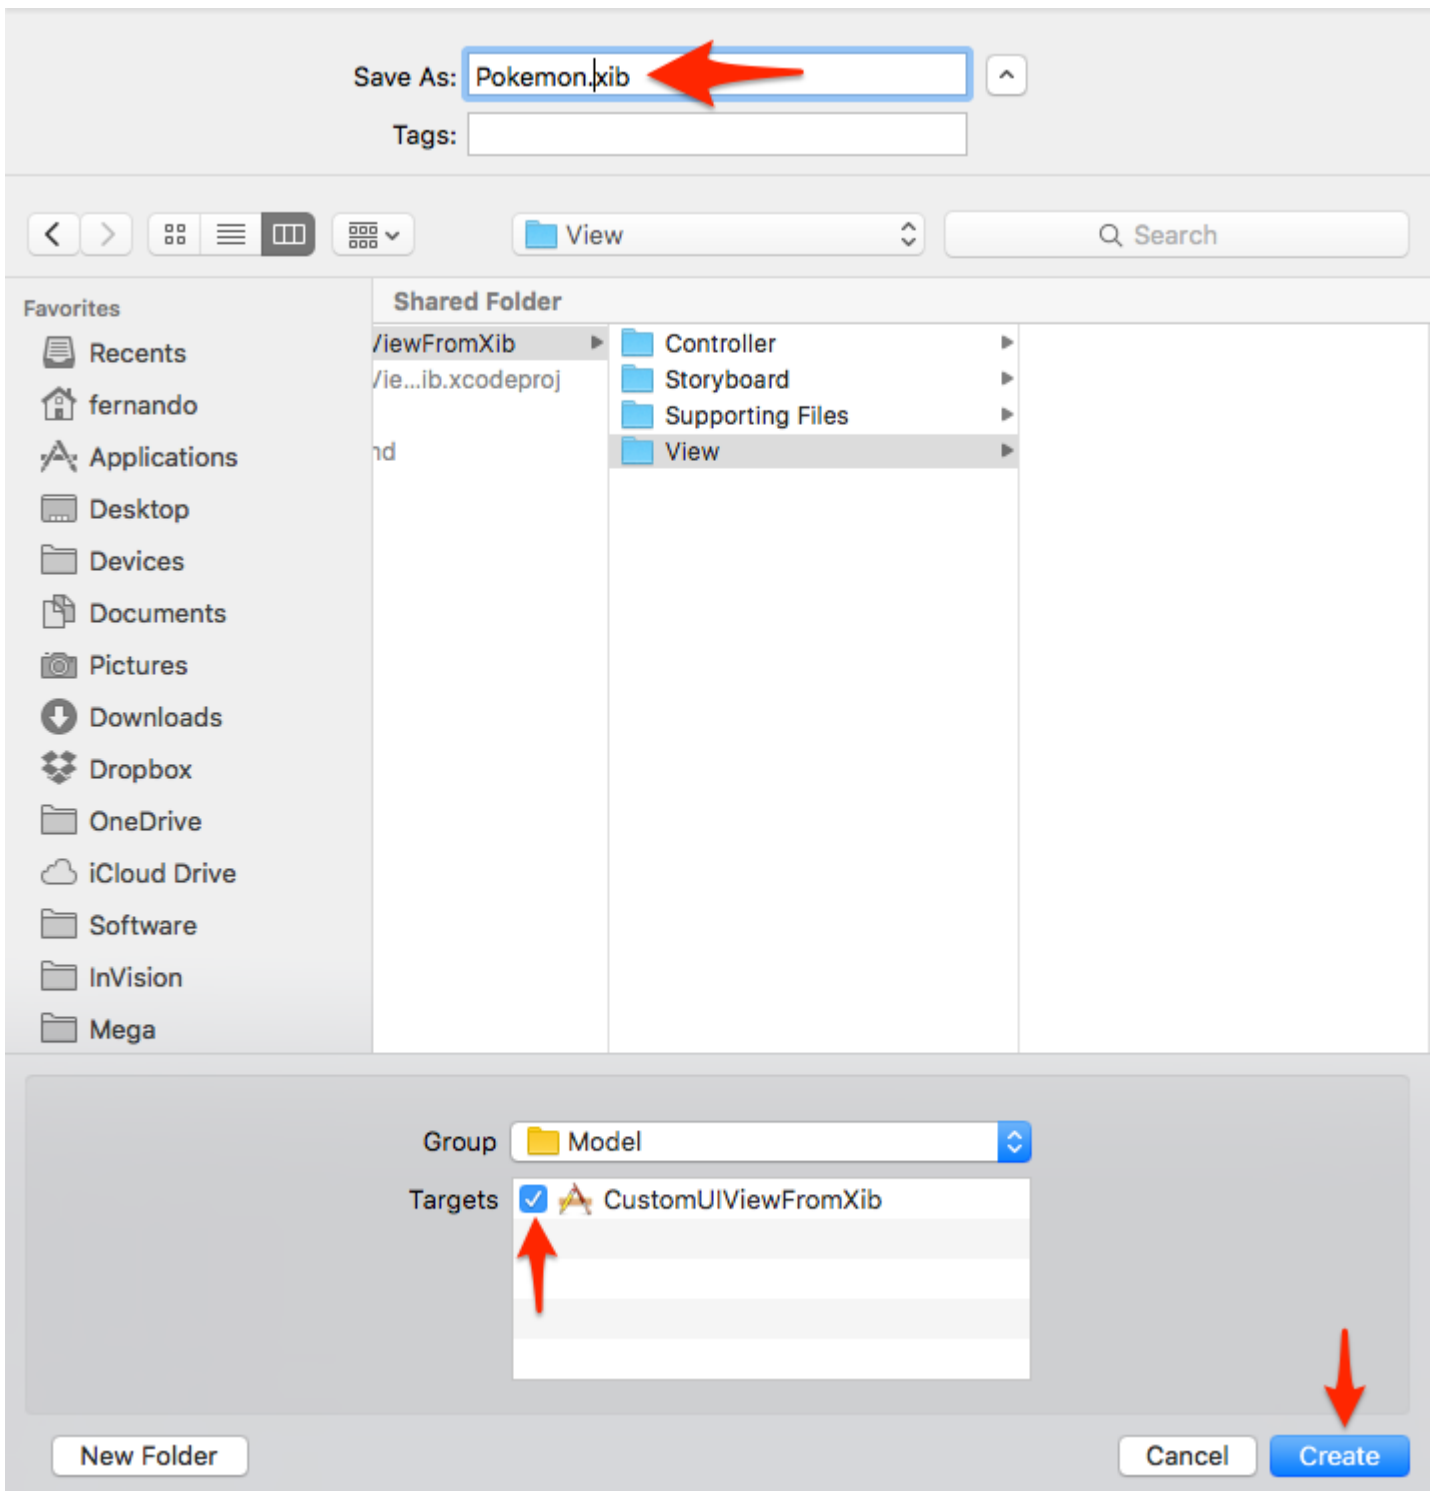 Save As: Pokemon.xib
Tags:
View
Search
Favorites
Recents
fernando
Applications
Desktop
Devices
Documents
Pictures
Downloads
Dropbox
OneDrive
iCloud Drive
Software
InVision
Mega
Shared Folder
ViewFromXib
Vie...ib.xcodeproj
nd
Controller
Storyboard
Supporting Files
View
Group Model
Targets CustomUIViewFromXib
New Folder
Cancel
Create